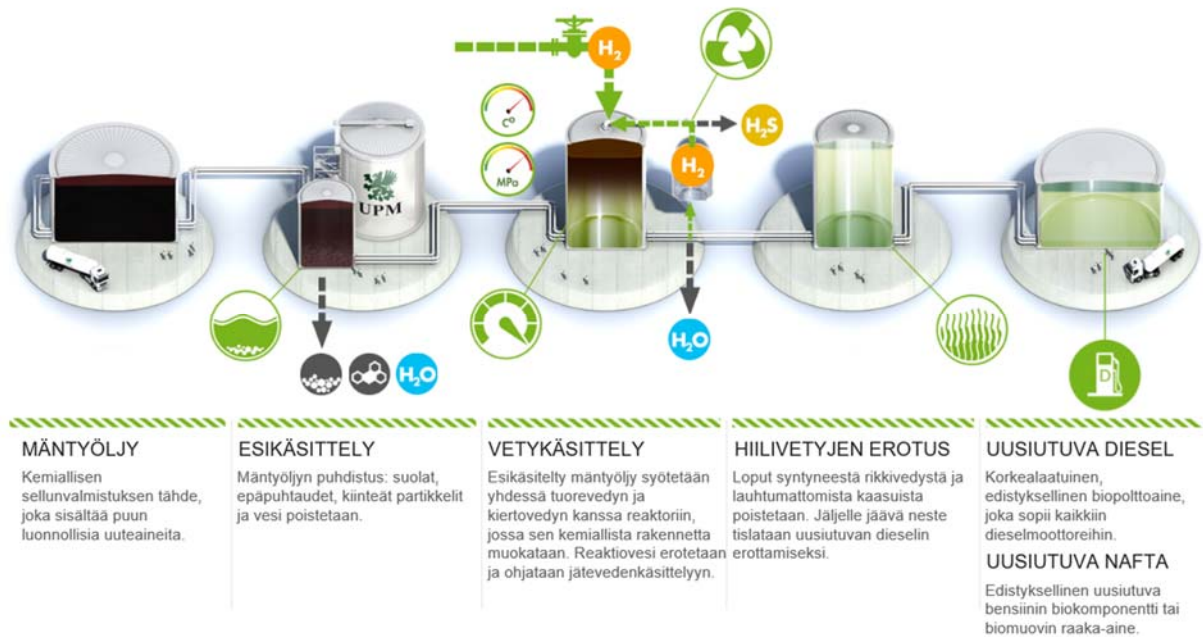 H2
C°
H2S
MPa
H2
UPM
H2O
H2O
D
MÄNTYÖLJY
Kemiallisen
sellunvalmistuksen tähde,
joka sisältää puun
luonnollisia uuteaineita.
ESIKÄSITTELY
Mäntyöljyn puhdistus: suolat,
epäpuhtaudet, kiinteät partikkelit
ja vesi poistetaan.
VETYKÄSITTELY
Esikäsitelty mäntyöljy syötetään
yhdessä tuorevedyn ja
kiertovedyn kanssa reaktoriin,
jossa sen kemiallista rakennetta
muokataan. Reaktiovesi erotetaan
ja ohjataan jätevedenkäsittelyyn.
HIILIVETYJEN EROTUS
Loput syntyneestä rikkivedystä ja
lauhtumattomista kaasuista
poistetaan. Jäljelle jäävä neste
tislataan uusiutuvan dieselin
erottamiseksi.
UUSIUTUVA DIESEL
Korkealaatuinen,
edistyksellinen biopolttoaine,
joka sopii kaikkiin
dieselmoottoreihin.
UUSIUTUVA NAFTA
Edistyksellinen uusiutuva
bensiinin biokomponentti tai
biomuovin raaka-aine.